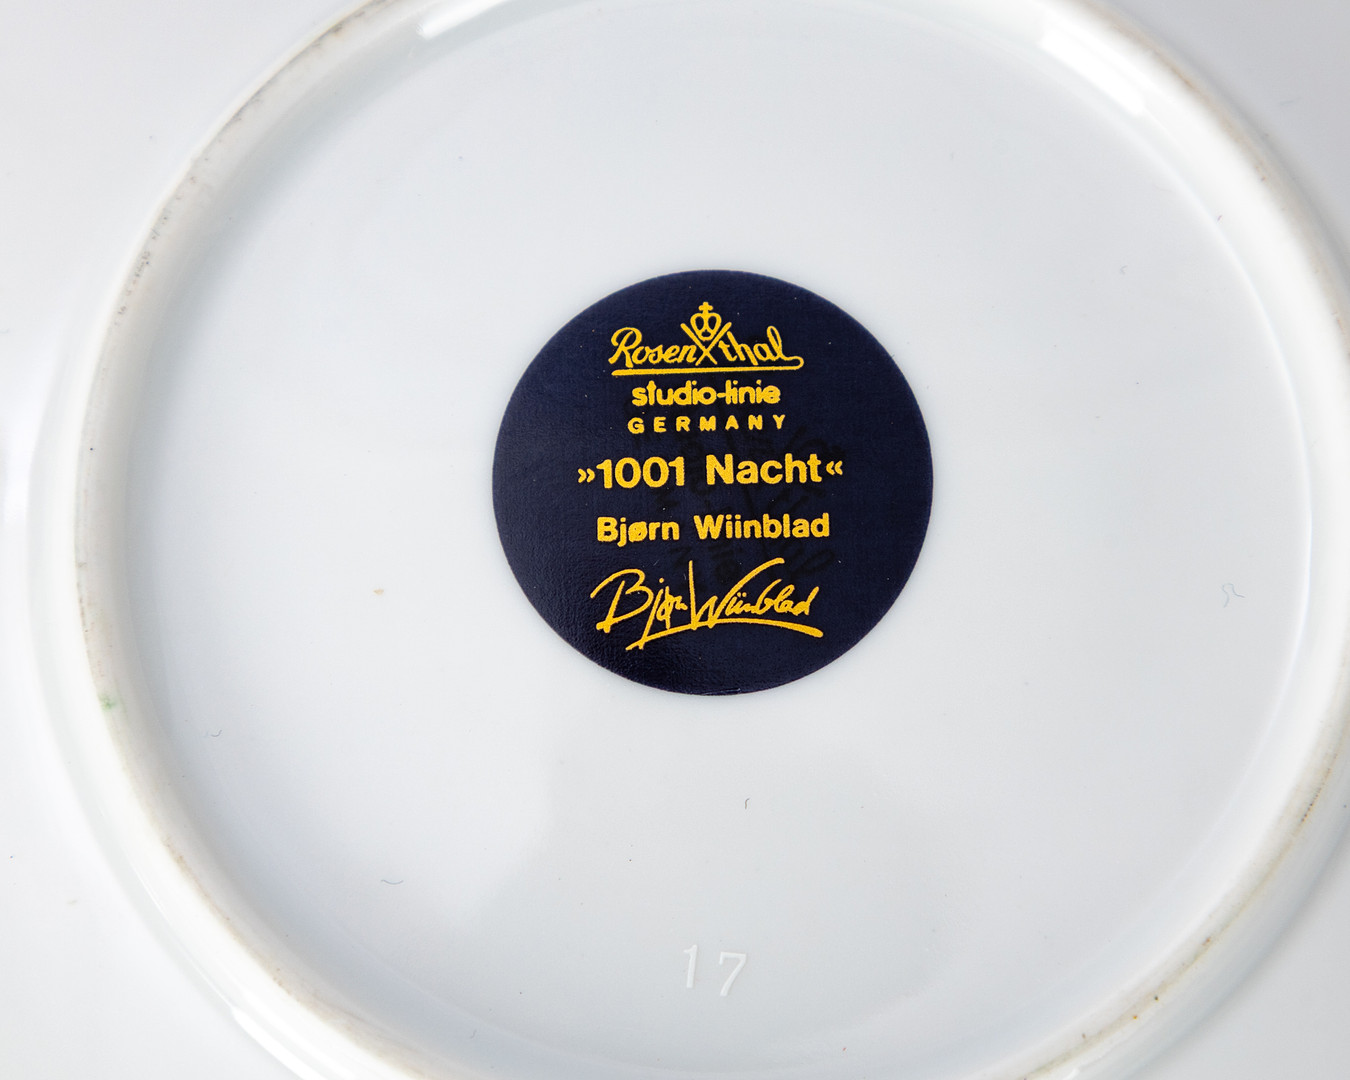 Rosenthal
studio-linie
GERMANY
»1001 Nacht«
Bjørn Wiinblad
Bjørn Wiinblad
17